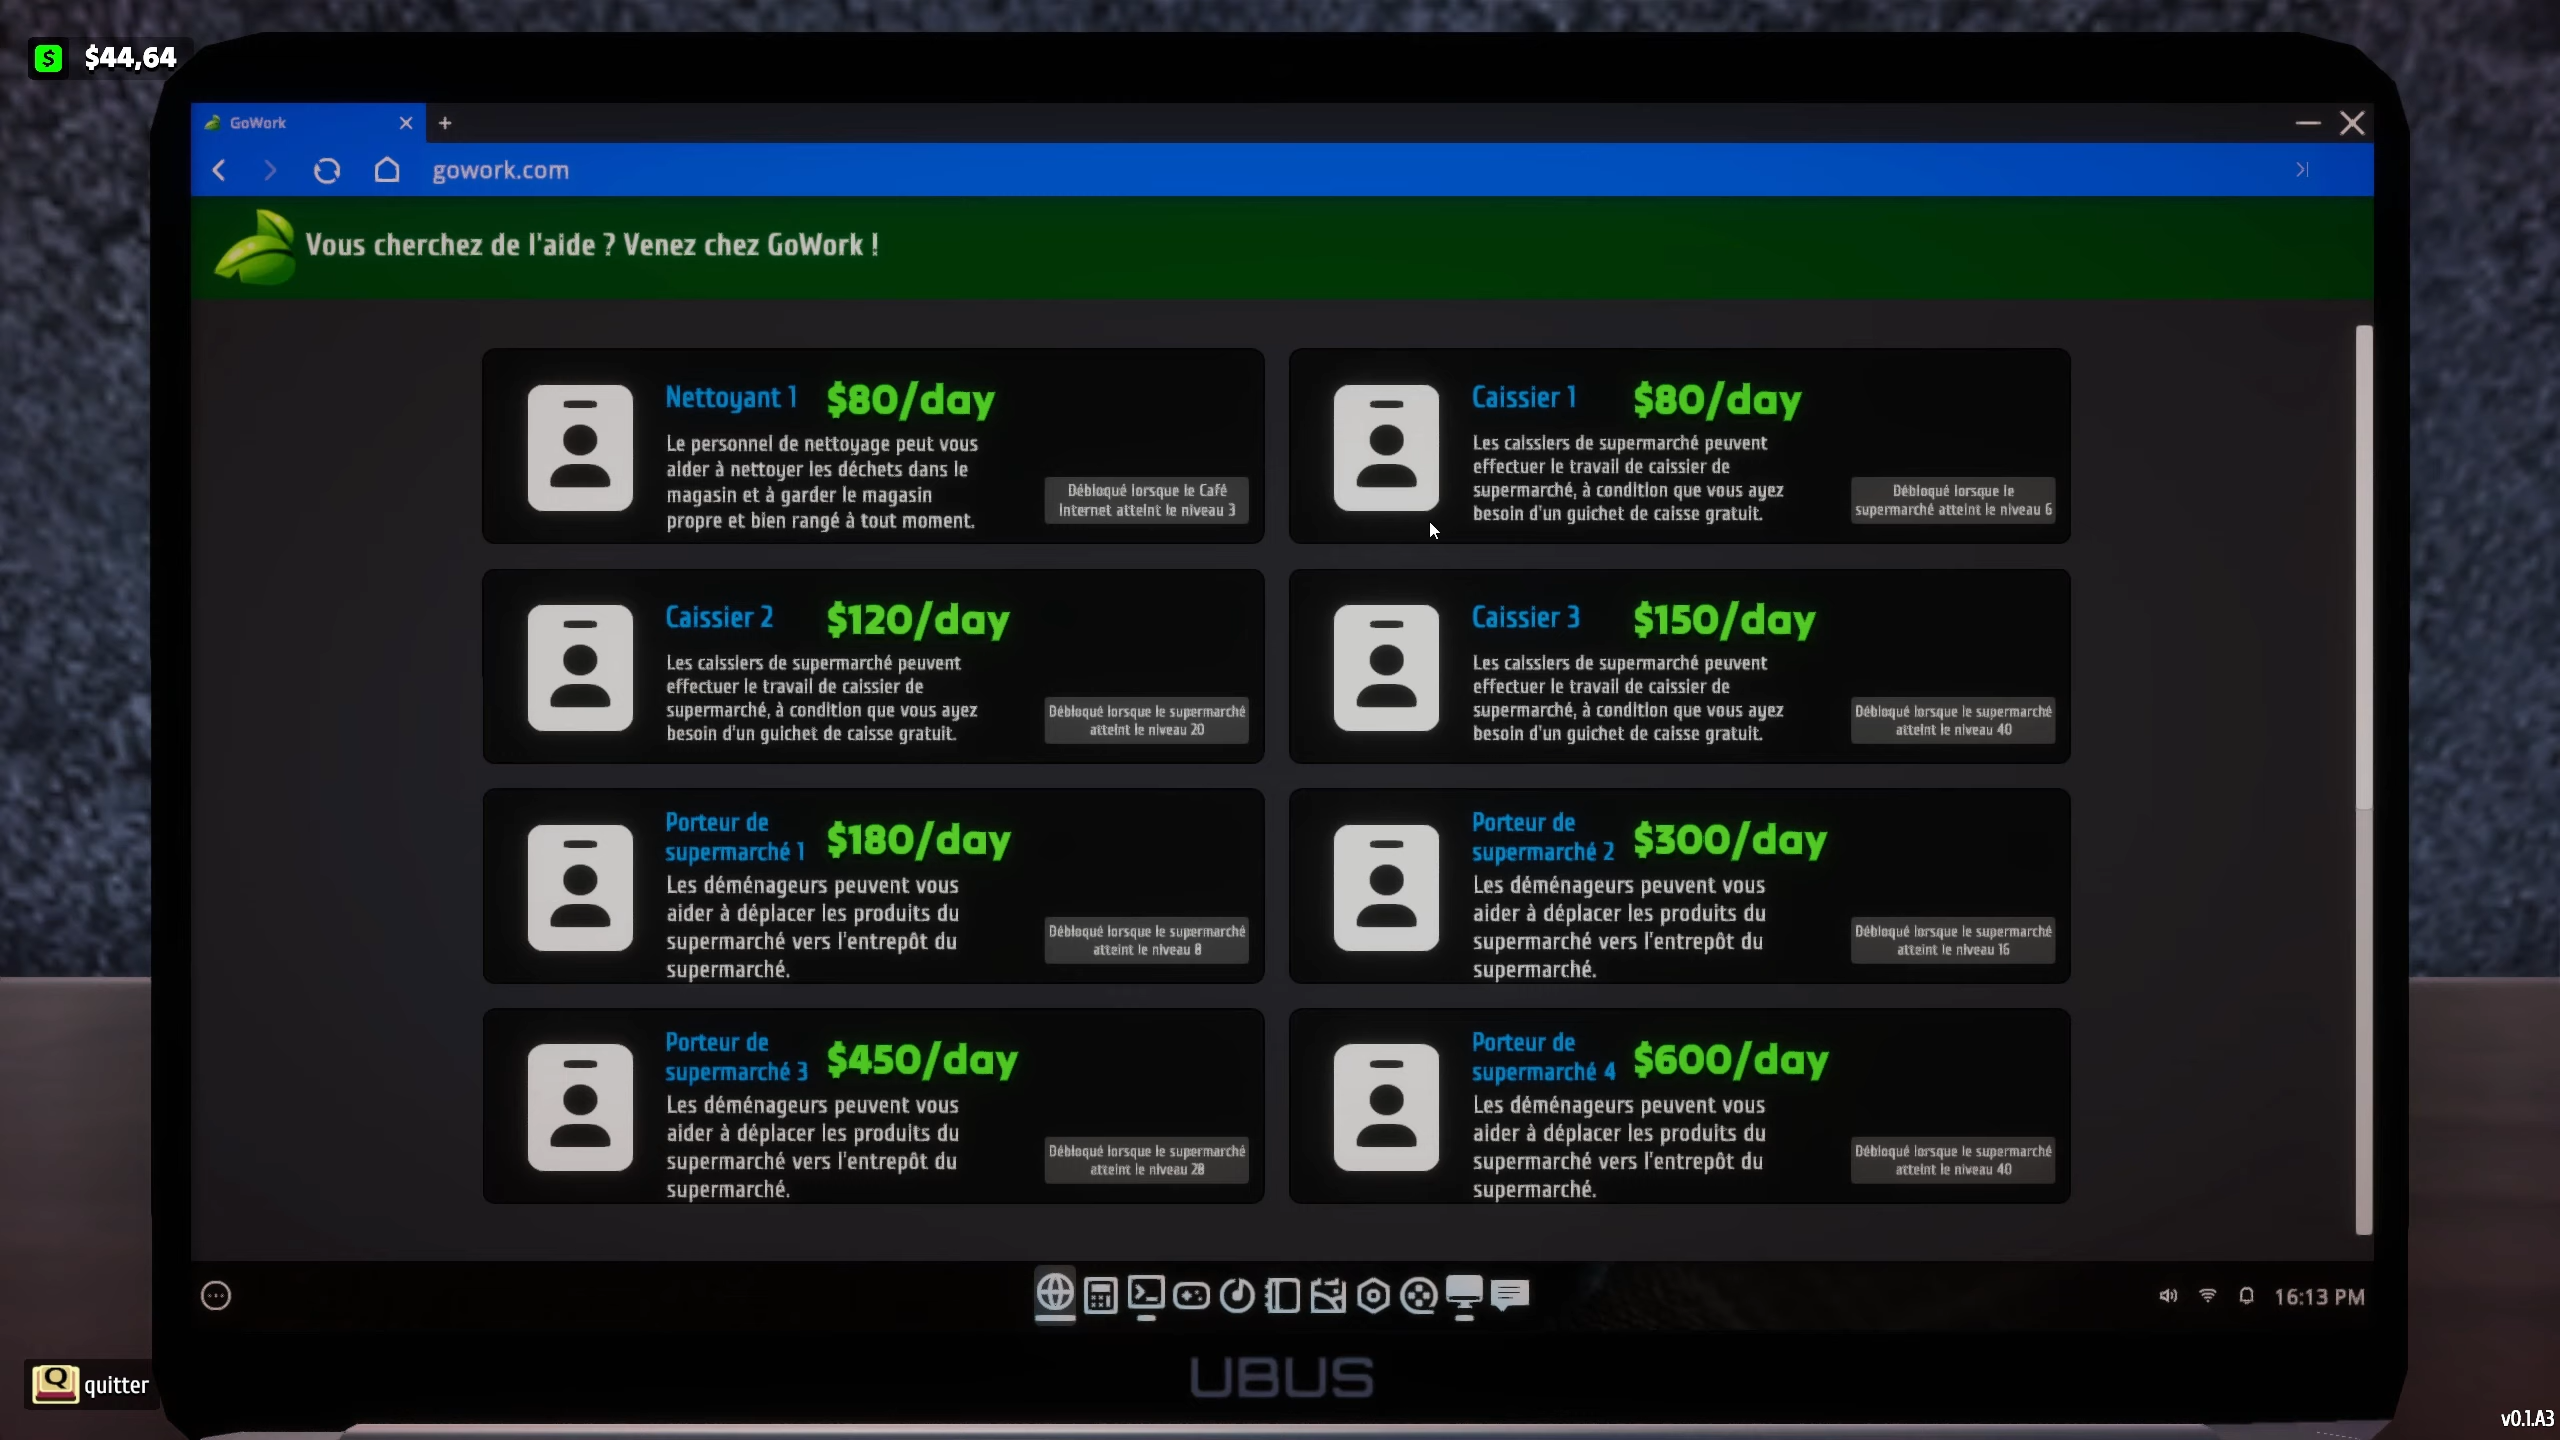 $44,64
GoWork
gowork.com
Vous cherchez de l'aide ? Venez chez GoWork !
Nettoyant 1 $80/day
Le personnel de nettoyage peut vous
aider à nettoyer les déchets dans le
magasin et à garder le magasin
propre et bien rangé à tout moment.
Débloqué lorsque le Café
Internet atteint le niveau 3
Caissier 1 $80/day
Les caissiers de supermarché peuvent
effectuer le travail de caissier de
supermarché, à condition que vous ayez
besoin d'un guichet de caisse gratuit.
Débloqué lorsque le
supermarché atteint le niveau 6
Caissier 2 $120/day
Les caissiers de supermarché peuvent
effectuer le travail de caissier de
supermarché, à condition que vous ayez
besoin d'un guichet de caisse gratuit.
Débloqué lorsque le supermarché
atteint le niveau 20
Caissier 3 $150/day
Les caissiers de supermarché peuvent
effectuer le travail de caissier de
supermarché, à condition que vous ayez
besoin d'un guichet de caisse gratuit.
Débloqué lorsque le supermarché
atteint le niveau 40
Porteur de
supermarché 1 $180/day
Les déménageurs peuvent vous
aider à déplacer les produits du
supermarché vers l'entrepôt du
supermarché.
Débloqué lorsque le supermarché
atteint le niveau 8
Porteur de
supermarché 2 $300/day
Les déménageurs peuvent vous
aider à déplacer les produits du
supermarché vers l'entrepôt du
supermarché.
Débloqué lorsque le supermarché
atteint le niveau 16
Porteur de
supermarché 3 $450/day
Les déménageurs peuvent vous
aider à déplacer les produits du
supermarché vers l'entrepôt du
supermarché.
Débloqué lorsque le supermarché
atteint le niveau 28
Porteur de
supermarché 4 $600/day
Les déménageurs peuvent vous
aider à déplacer les produits du
supermarché vers l'entrepôt du
supermarché.
Débloqué lorsque le supermarché
atteint le niveau 40
16:13 PM
UBUS
Q quitter
v0.1.A3